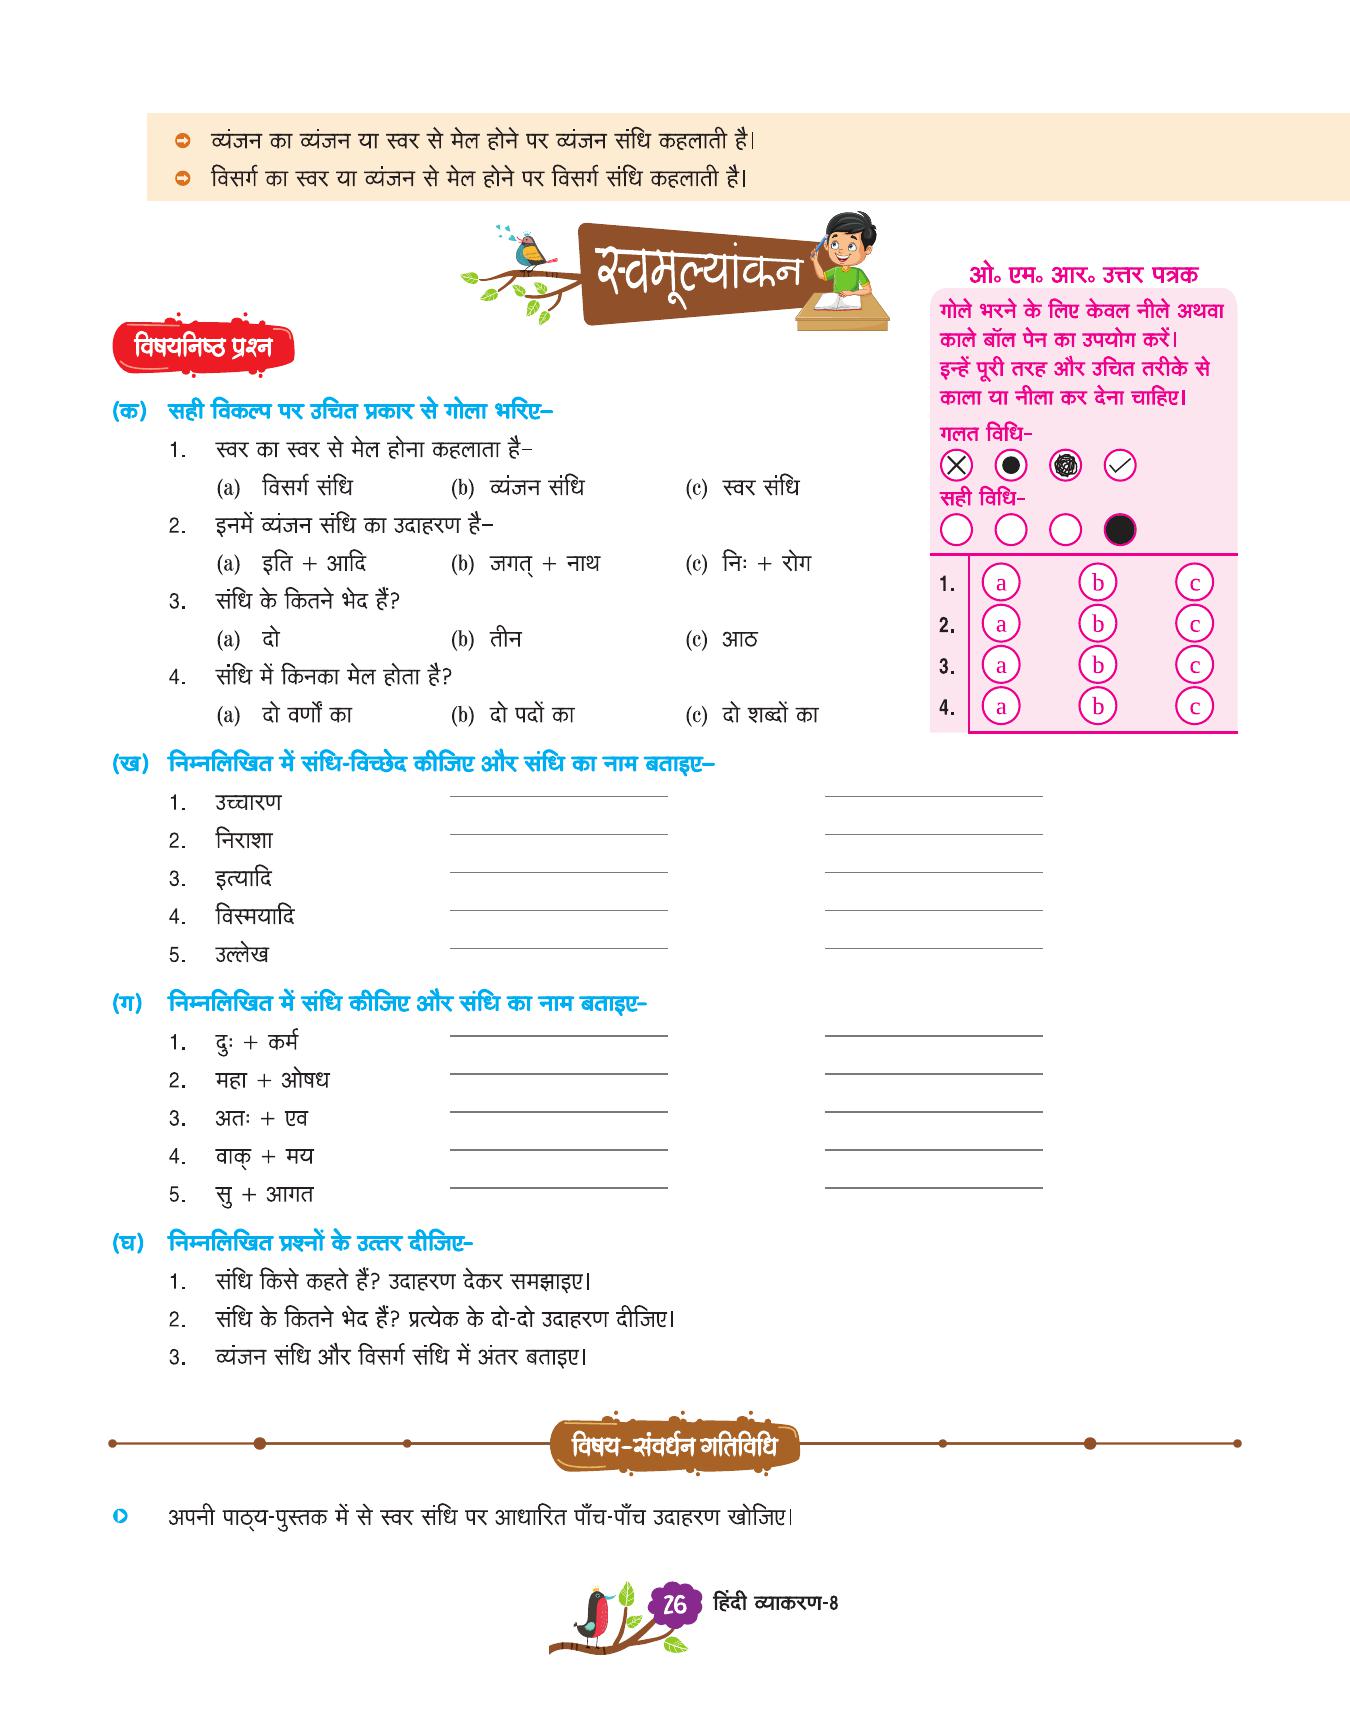 व्यंजन का व्यंजन या स्वर से मेल होने पर व्यंजन संधि कहलाती है।
विसर्ग का स्वर या व्यंजन से मेल होने पर विसर्ग संधि कहलाती है।
स्वमूल्यांकन
विषयनिष्ठ प्रश्न
(क) सही विकल्प पर उचित प्रकार से गोला भरिए–
1. स्वर का स्वर से मेल होना कहलाता है–
(a) विसर्ग संधि (b) व्यंजन संधि (c) स्वर संधि
2. इनमें व्यंजन संधि का उदाहरण है–
(a) इति + आदि (b) जगत् + नाथ (c) निः + रोग
3. संधि के कितने भेद हैं?
(a) दो (b) तीन (c) आठ
4. संधि में किनका मेल होता है?
(a) दो वर्णों का (b) दो पदों का (c) दो शब्दों का
ओ॰ एम॰ आर॰ उत्तर पत्रक
गोले भरने के लिए केवल नीले अथवा
काले बॉल पेन का उपयोग करें।
इन्हें पूरी तरह और उचित तरीके से
काला या नीला कर देना चाहिए।
गलत विधि–
सही विधि–
1. a b c
2. a b c
3. a b c
4. a b c
(ख) निम्नलिखित में संधि-विच्छेद कीजिए और संधि का नाम बताइए–
1. उच्चारण
2. निराशा
3. इत्यादि
4. विस्मयादि
5. उल्लेख
(ग) निम्नलिखित में संधि कीजिए और संधि का नाम बताइए–
1. दुः + कर्म
2. महा + ओषध
3. अतः + एव
4. वाक् + मय
5. सु + आगत
(घ) निम्नलिखित प्रश्नों के उत्तर दीजिए–
1. संधि किसे कहते हैं? उदाहरण देकर समझाइए।
2. संधि के कितने भेद हैं? प्रत्येक के दो-दो उदाहरण दीजिए।
3. व्यंजन संधि और विसर्ग संधि में अंतर बताइए।
विषय-संवर्धन गतिविधि
अपनी पाठ्य-पुस्तक में से स्वर संधि पर आधारित पाँच-पाँच उदाहरण खोजिए।
26 हिंदी व्याकरण-8